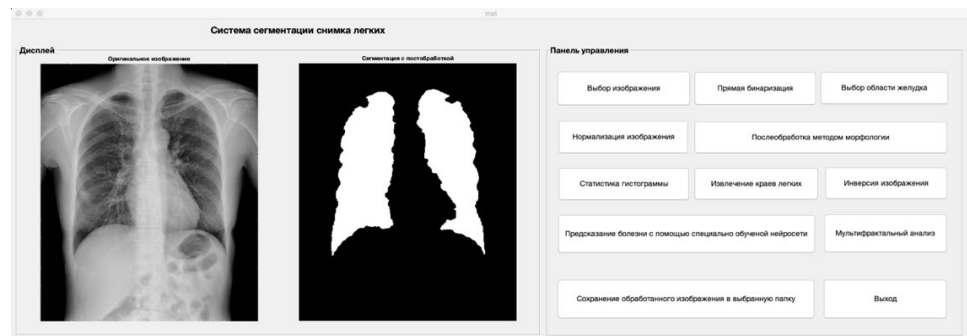 mat
Система сегментации снимка легких
Дисплей
Оригинальное изображение
Сегментация с постобработкой
Панель управления
Выбор изображения
Прямая бинаризация
Выбор области желудка
Нормализация изображения
Послеобработка методом морфологии
Статистика гистограммы
Извлечение краев легких
Инверсия изображения
Предсказание болезни с помощью специально обученой нейросети
Мультифрактальный анализ
Сохранение обработанного изображения в выбранную папку
Выход